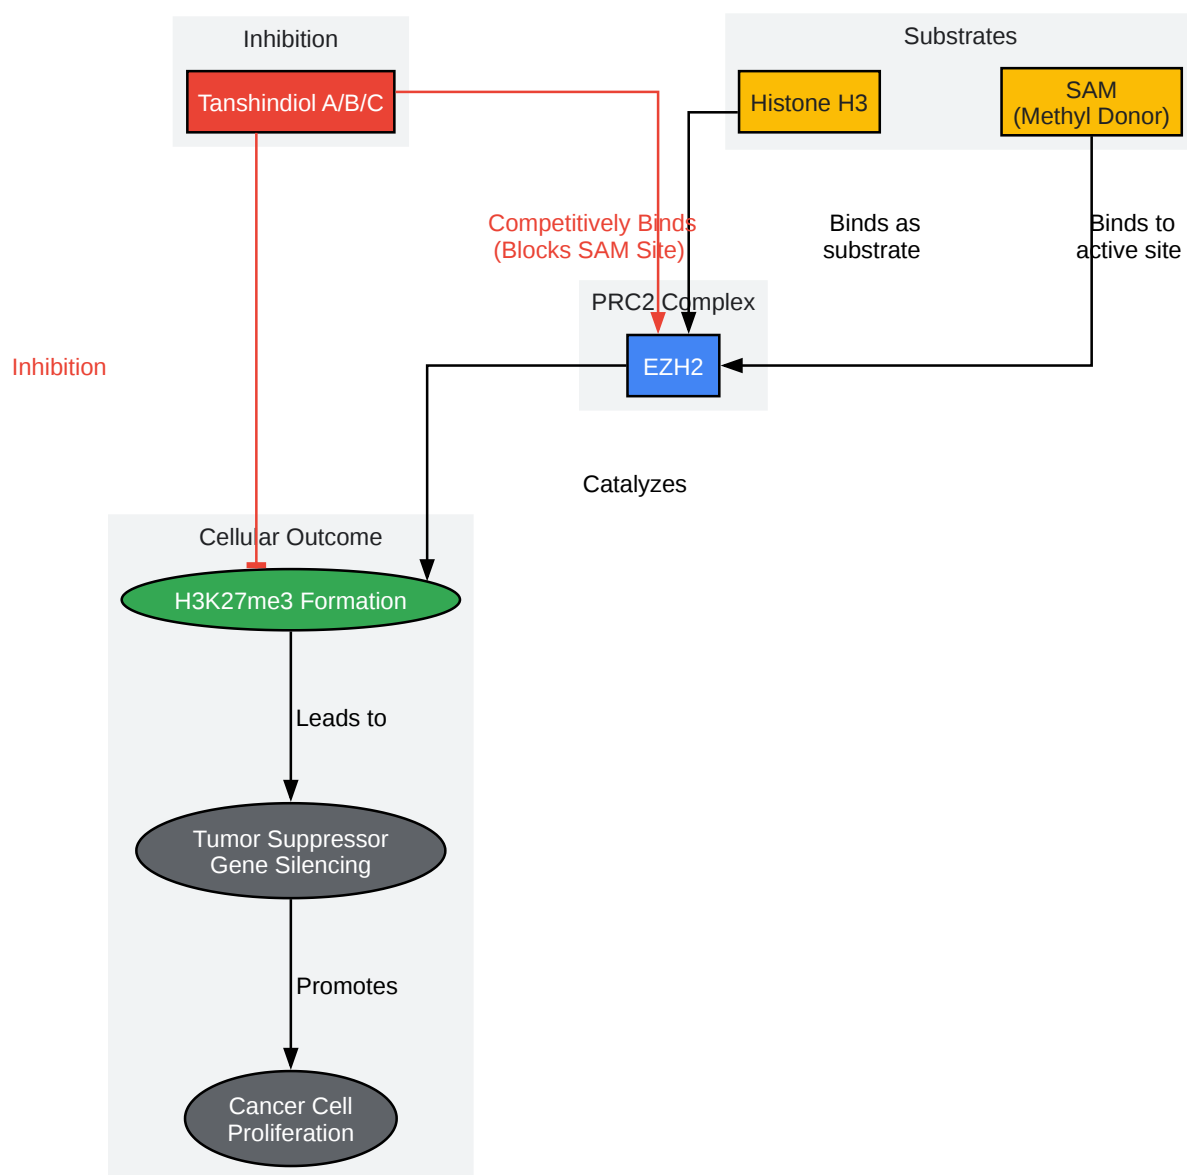 Inhibition
Tanshindiol A/B/C
Substrates
Histone H3
SAM
(Methyl Donor)
Competitively Binds
(Blocks SAM Site)
Binds as
substrate
Binds to
active site
PRC2 Complex
EZH2
Inhibition
Catalyzes
Cellular Outcome
H3K27me3 Formation
Leads to
Tumor Suppressor
Gene Silencing
Promotes
Cancer Cell
Proliferation